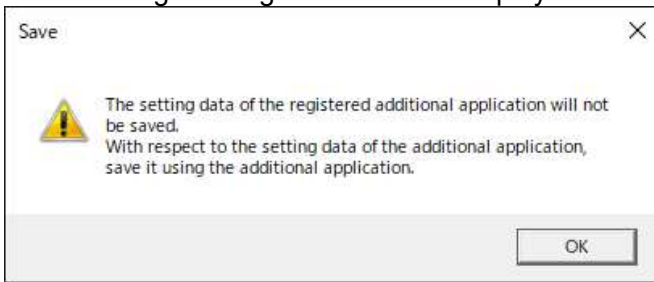 Save
The setting data of the registered additional application will not
be saved.
With respect to the setting data of the additional application,
save it using the additional application.
OK